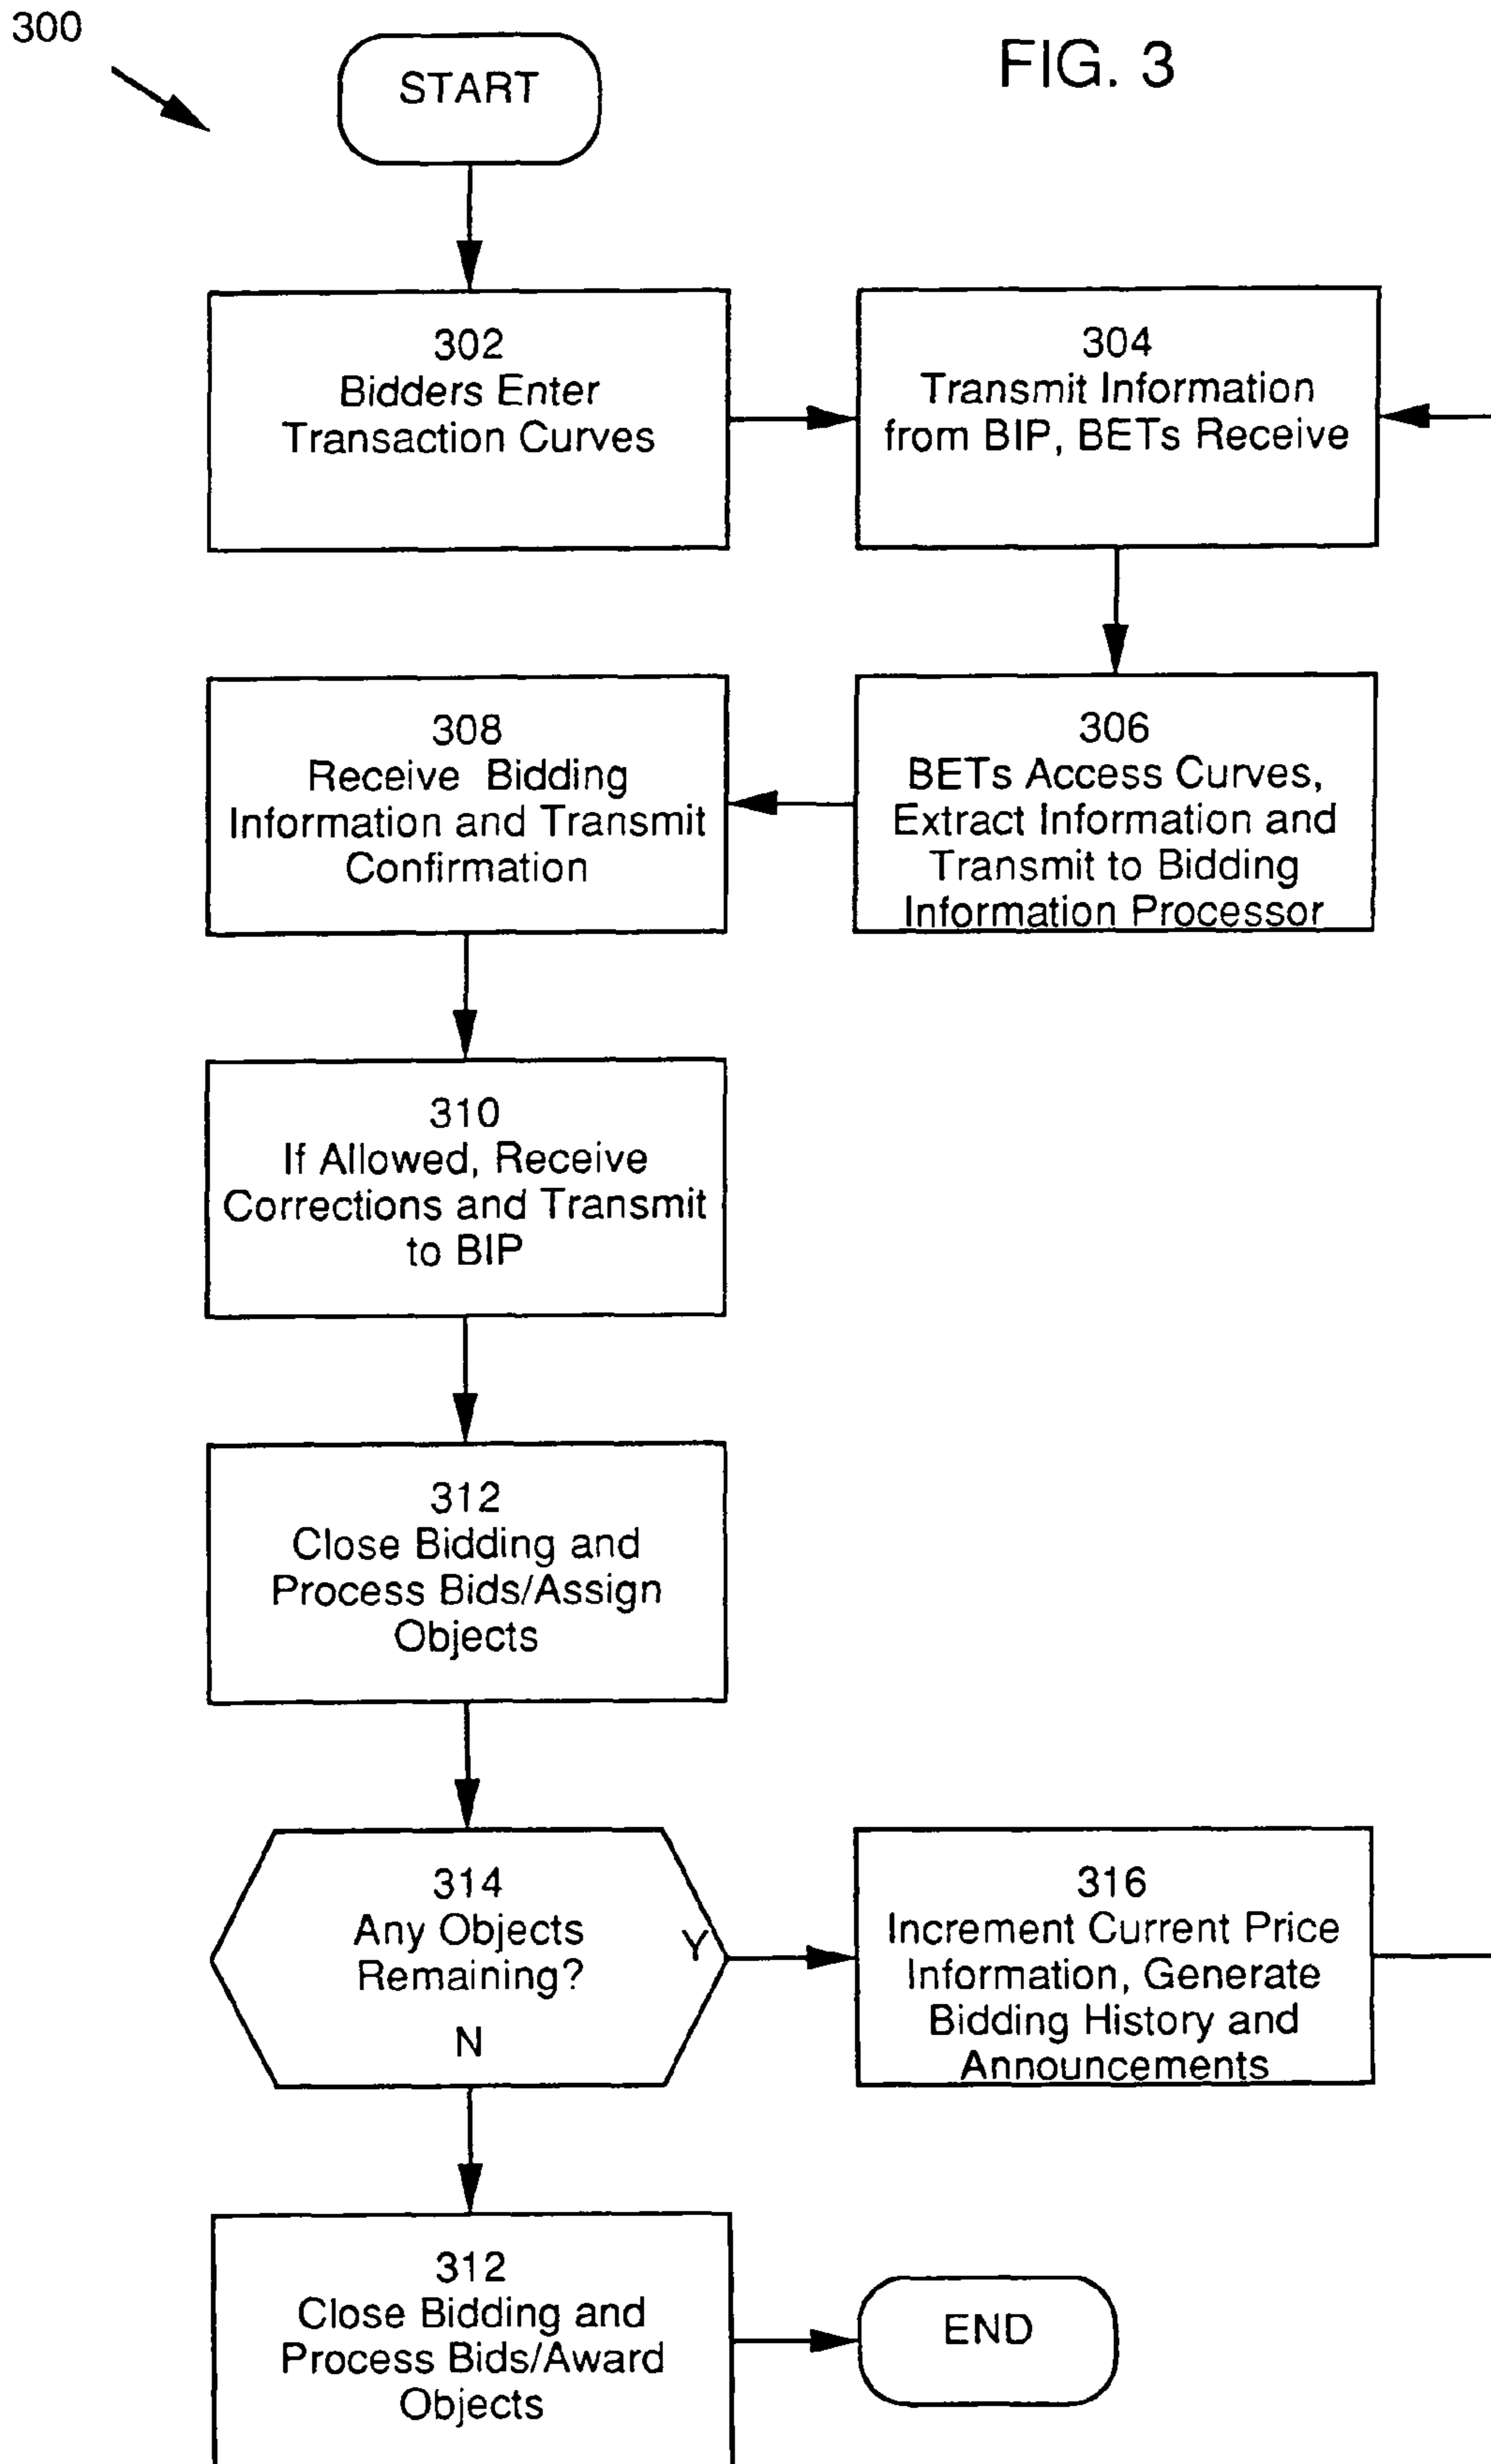 300
START
FIG. 3
302
Bidders Enter
Transaction Curves
304
Transmit Information
from BIP, BETs Receive
308
Receive Bidding
Information and Transmit
Confirmation
306
BETs Access Curves,
Extract Information and
Transmit to Bidding
Information Processor
310
If Allowed, Receive
Corrections and Transmit
to BIP
312
Close Bidding and
Process Bids/Assign
Objects
314
Any Objects
Remaining?
Y
N
316
Increment Current Price
Information, Generate
Bidding History and
Announcements
312
Close Bidding and
Process Bids/Award
Objects
END